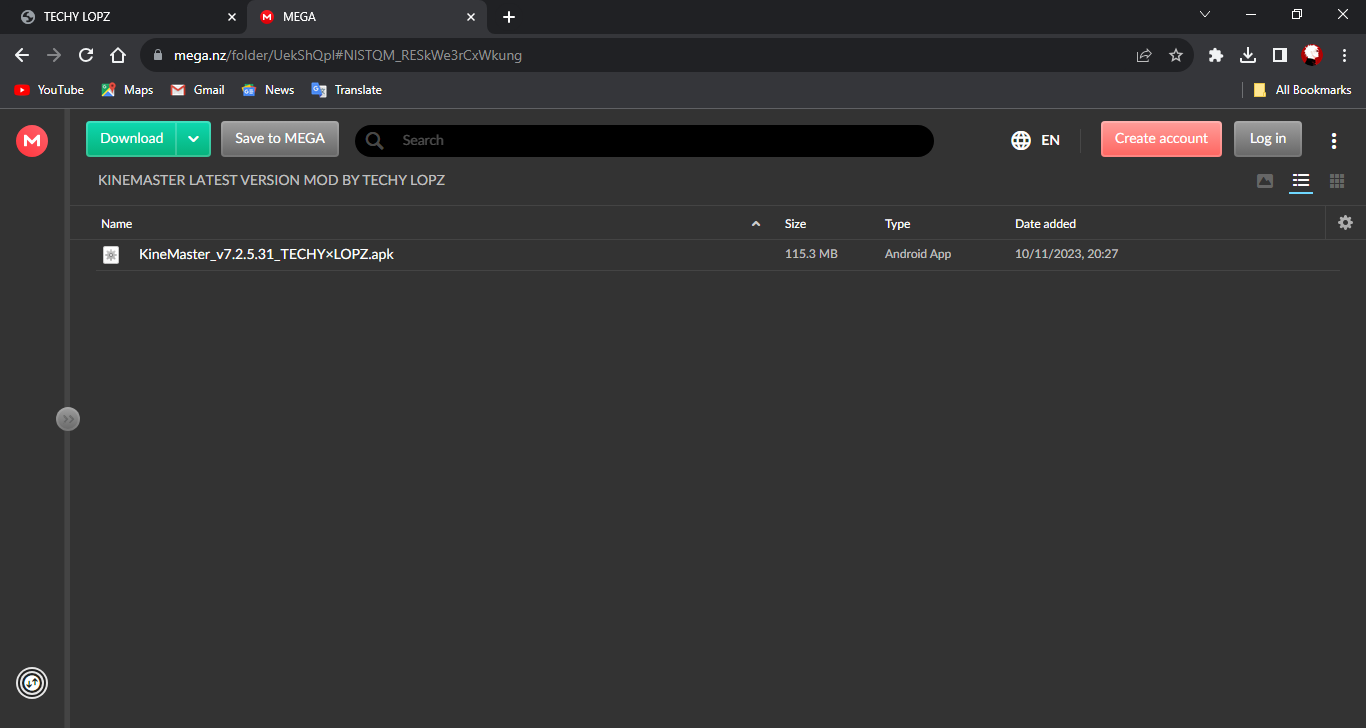 TECHY LOPZ
MEGA
mega.nz/folder/UekShQpI#NISTQM_RESkWe3rCxWkung
YouTube Maps Gmail News Translate All Bookmarks
Download Save to MEGA Search EN Create account Log in
KINEMASTER LATEST VERSION MOD BY TECHY LOPZ
Name Size Type Date added
KineMaster_v7.2.5.31_TECHY×LOPZ.apk 115.3 MB Android App 10/11/2023, 20:27